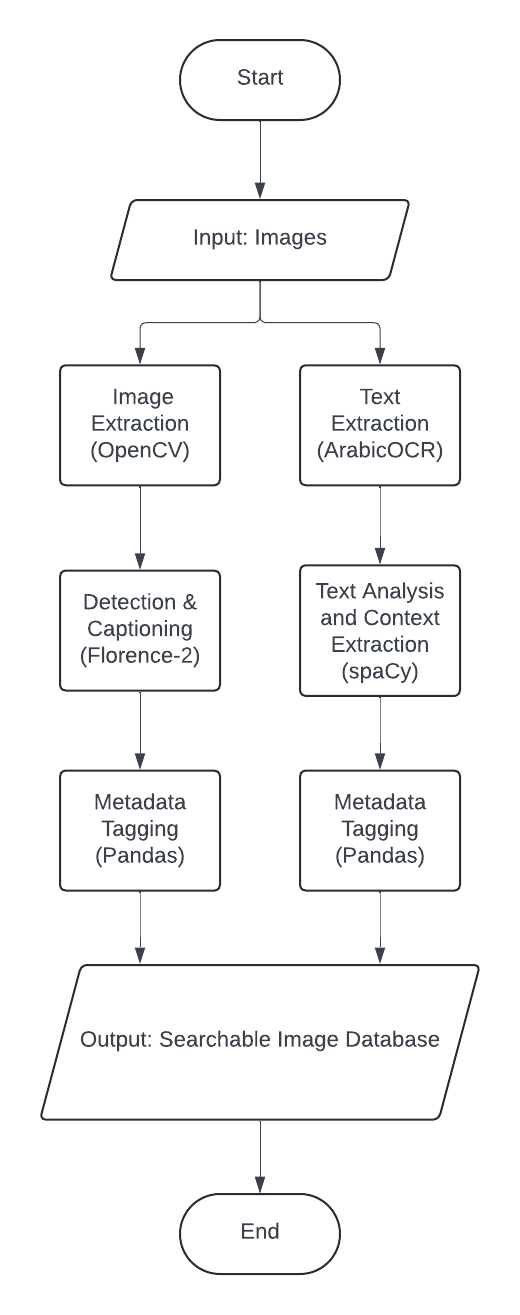 Start
Input: Images
Image
Extraction
(OpenCV)
Text
Extraction
(ArabicOCR)
Detection &
Captioning
(Florence-2)
Text Analysis
and Context
Extraction
(spaCy)
Metadata
Tagging
(Pandas)
Metadata
Tagging
(Pandas)
Output: Searchable Image Database
End